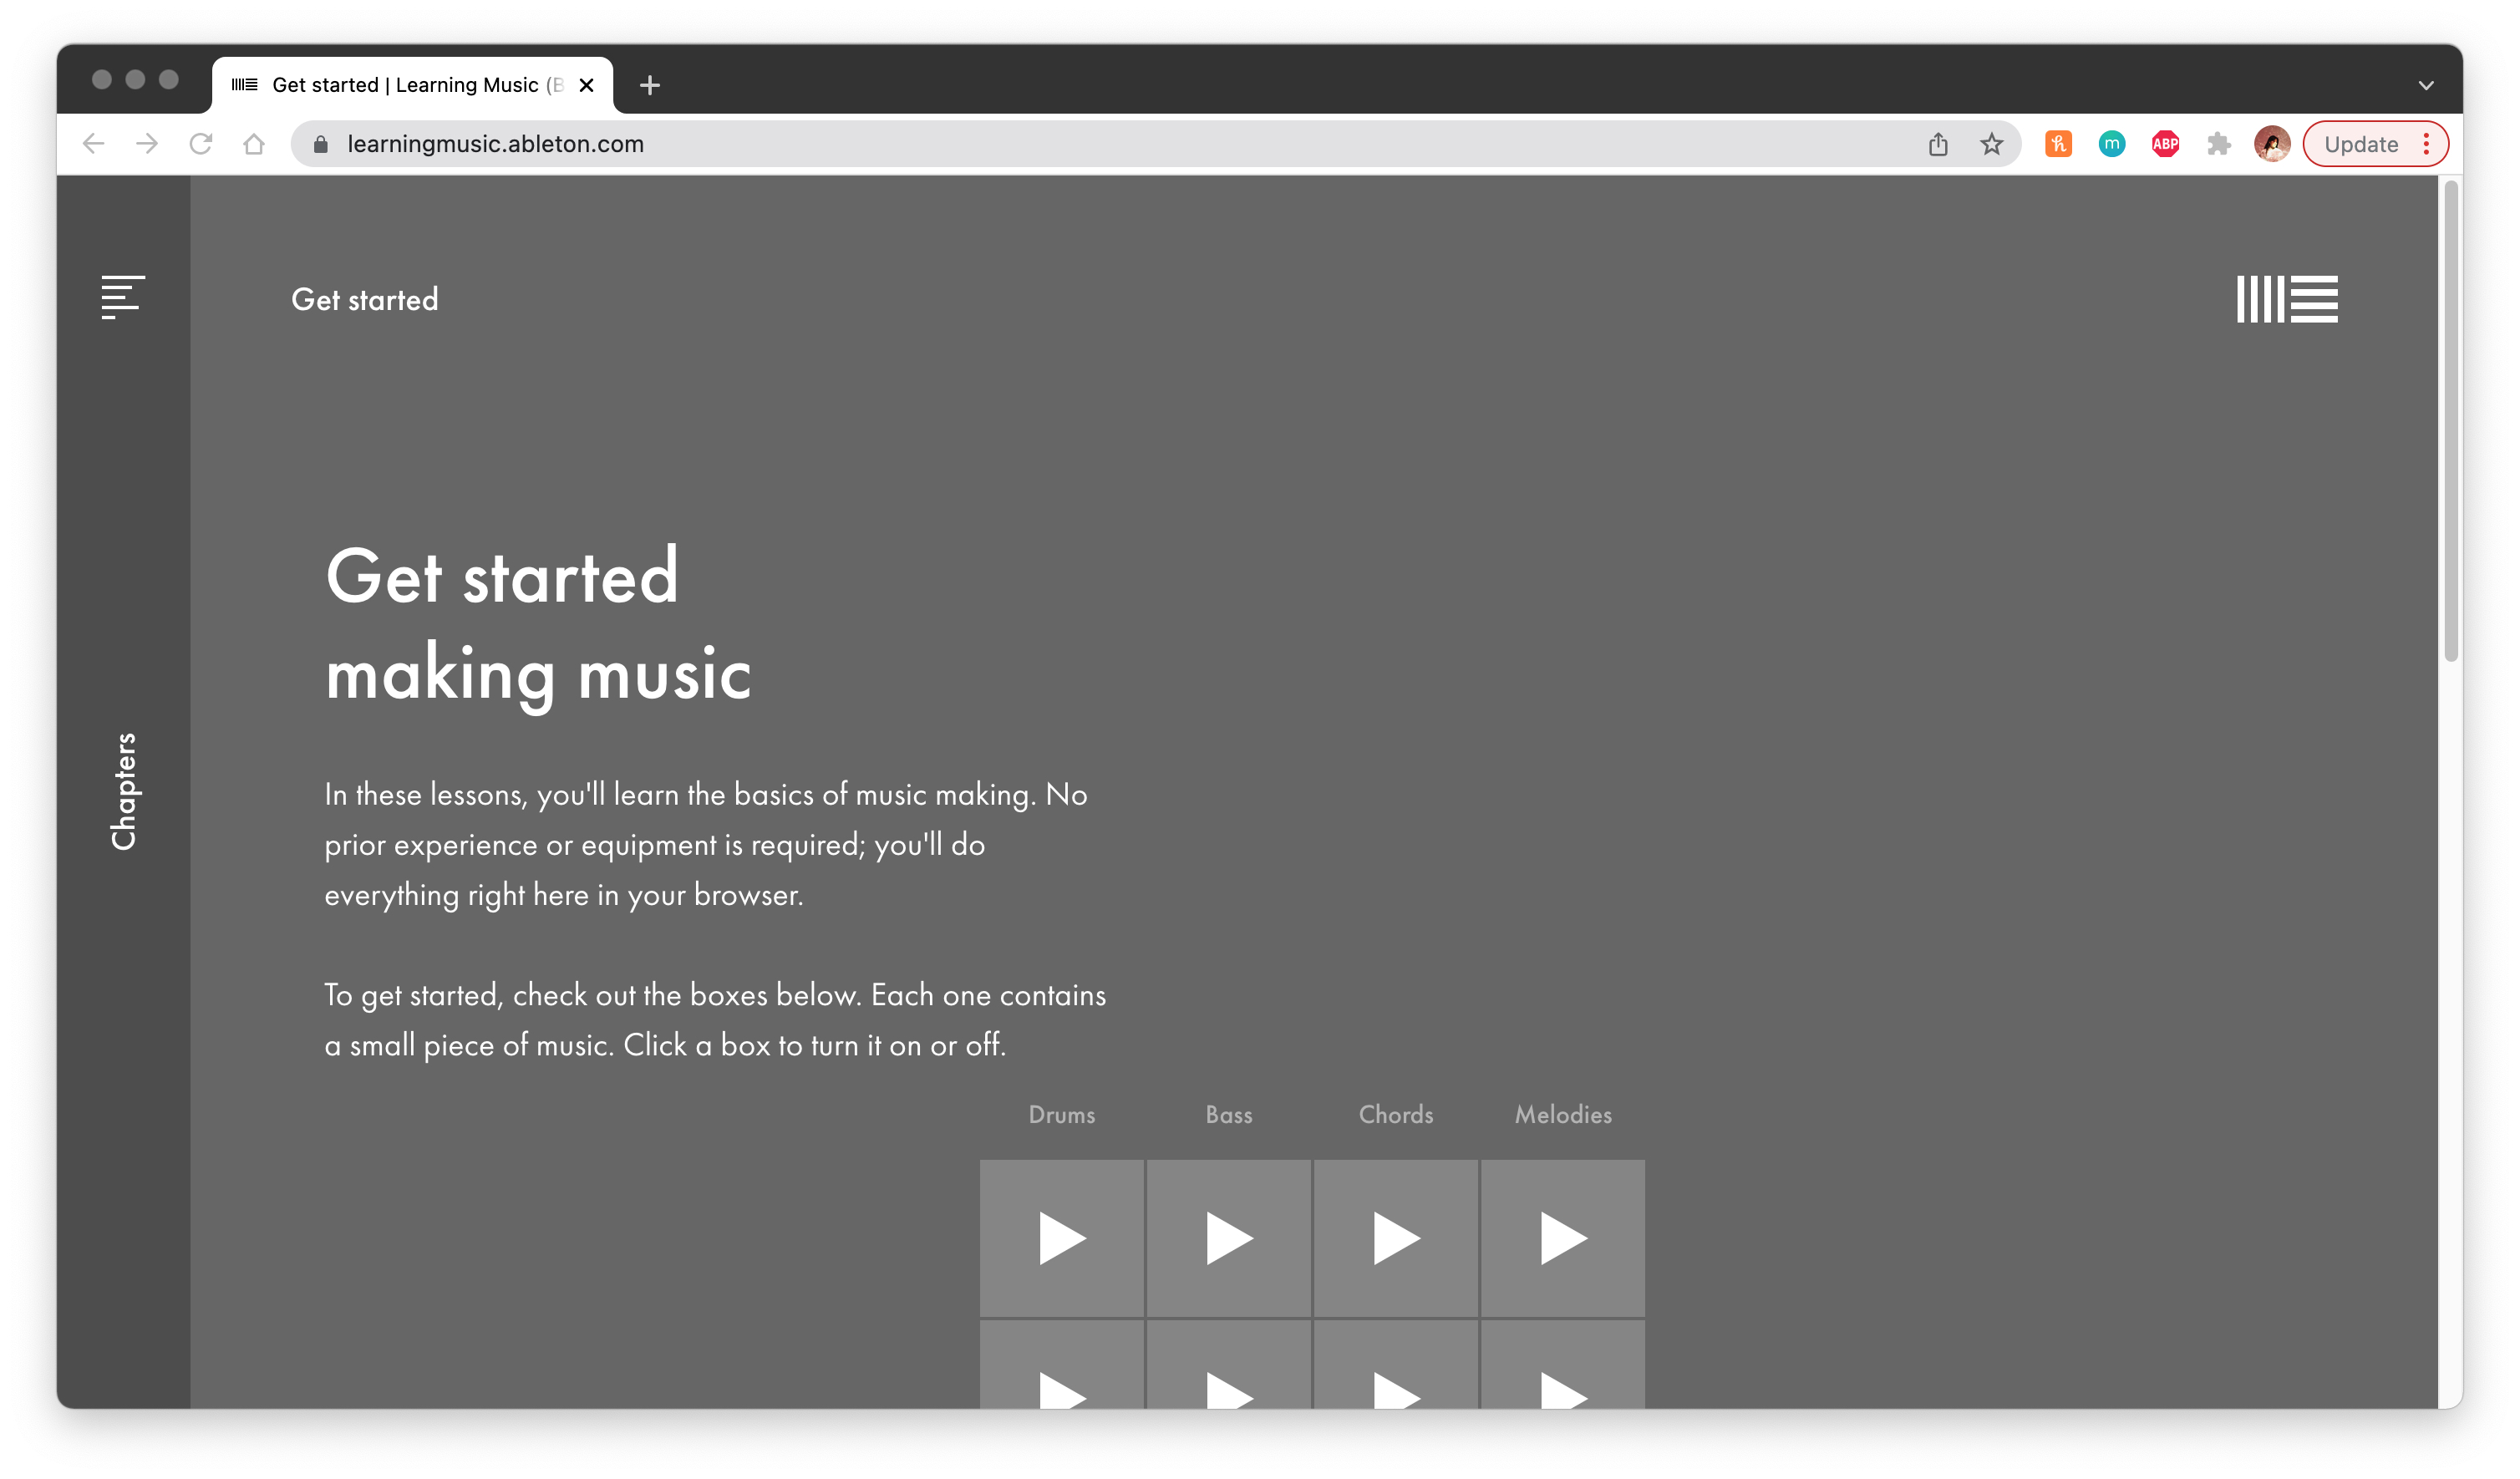 Get started | Learning Music (B
learningmusic.ableton.com
h
m
ABP
Update
Get started
Chapters
Get started
making music
In these lessons, you'll learn the basics of music making. No
prior experience or equipment is required; you'll do
everything right here in your browser.
To get started, check out the boxes below. Each one contains
a small piece of music. Click a box to turn it on or off.
Drums Bass Chords Melodies